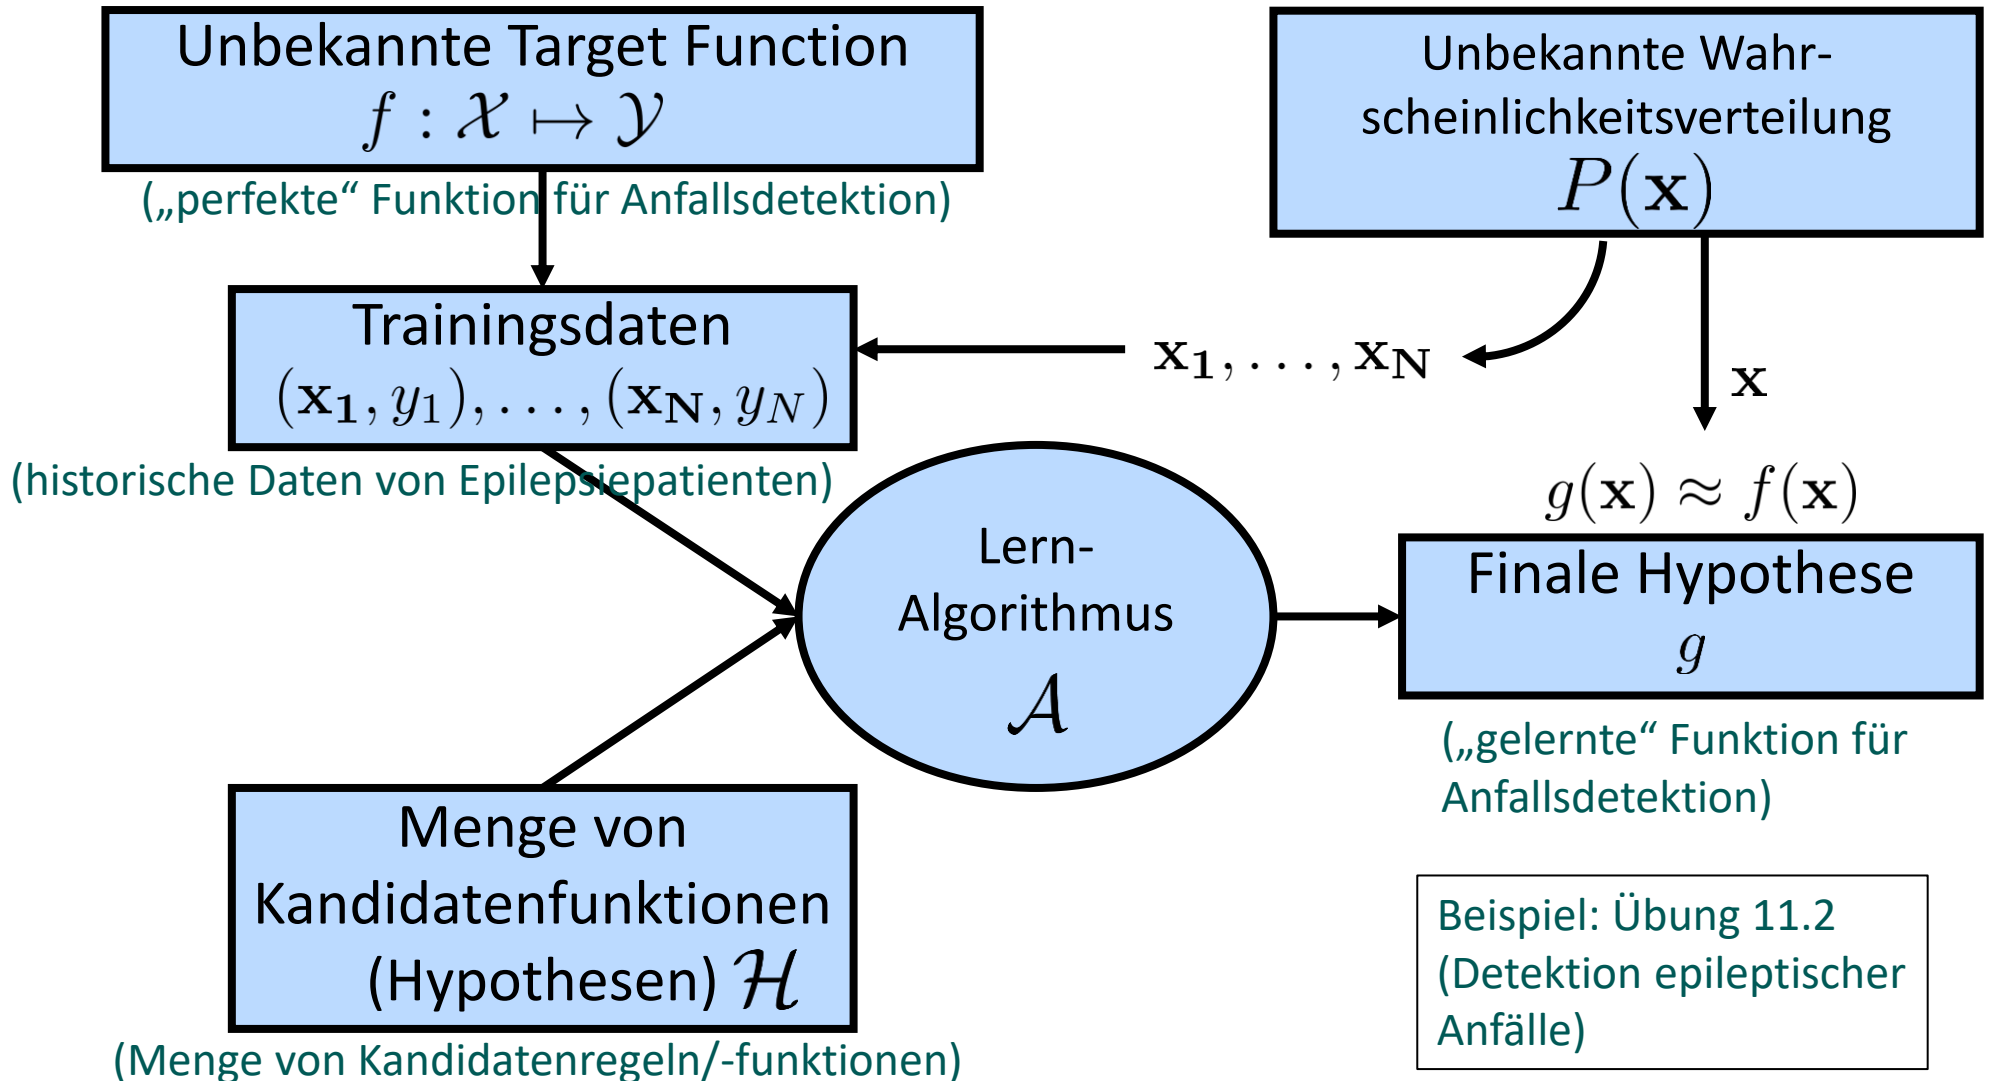 Unbekannte Target Function
f : 𝒳 ↦ 𝒴
(„perfekte“ Funktion für Anfallsdetektion)
Unbekannte Wahr-
scheinlichkeitsverteilung
P(𝐱)
Trainingsdaten
(𝐱₁, y₁), . . . , (𝐱_N, y_N)
(historische Daten von Epilepsiepatienten)
𝐱₁, . . . , 𝐱_N
𝐱
Lern-
Algorithmus
𝒜
g(𝐱) ≈ f(𝐱)
Finale Hypothese
g
(„gelernte“ Funktion für
Anfallsdetektion)
Menge von
Kandidatenfunktionen
(Hypothesen) ℋ
(Menge von Kandidatenregeln/-funktionen)
Beispiel: Übung 11.2
(Detektion epileptischer
Anfälle)